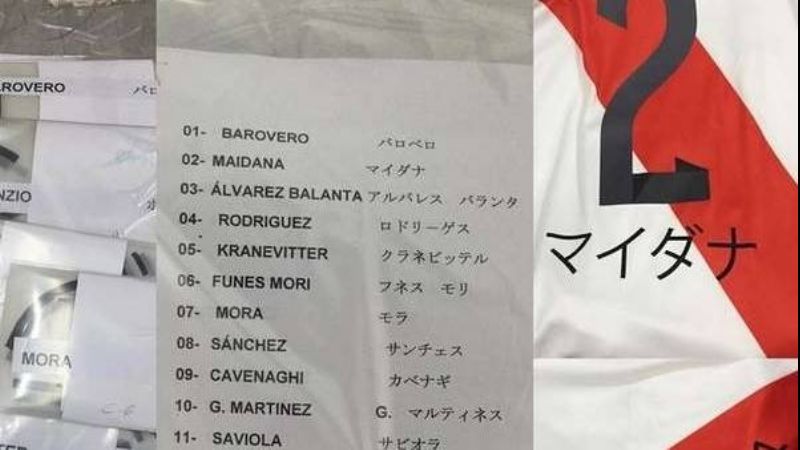 AROVERO バロ
NZIO
MORA
01- BAROVERO バロベロ
02- MAIDANA マイダナ
03- ÁLVAREZ BALANTA アルバレス バランタ
04- RODRIGUEZ ロドリーゲス
05- KRANEVITTER クラネビッテル
06- FUNES MORI フネス モリ
07- MORA モラ
08- SÁNCHEZ サンチェス
09- CAVENAGHI カベナギ
10- G. MARTINEZ G. マルティネス
11- SAVIOLA サビオラ
2
マイダナ